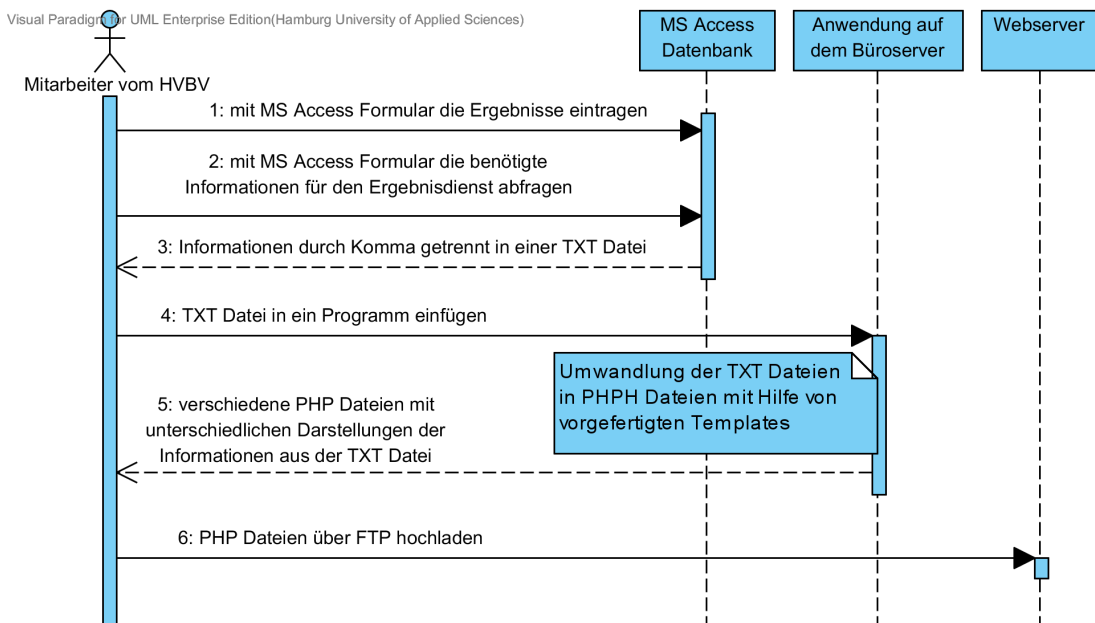 Visual Paradigm for UML Enterprise Edition(Hamburg University of Applied Sciences)
Mitarbeiter vom HVBV
MS Access
Datenbank
Anwendung auf
dem Büroserver
Webserver
1: mit MS Access Formular die Ergebnisse eintragen
2: mit MS Access Formular die benötigte
Informationen für den Ergebnisdienst abfragen
3: Informationen durch Komma getrennt in einer TXT Datei
4: TXT Datei in ein Programm einfügen
Umwandlung der TXT Dateien
in PHPH Dateien mit Hilfe von
vorgefertigten Templates
5: verschiedene PHP Dateien mit
unterschiedlichen Darstellungen der
Informationen aus der TXT Datei
6: PHP Dateien über FTP hochladen